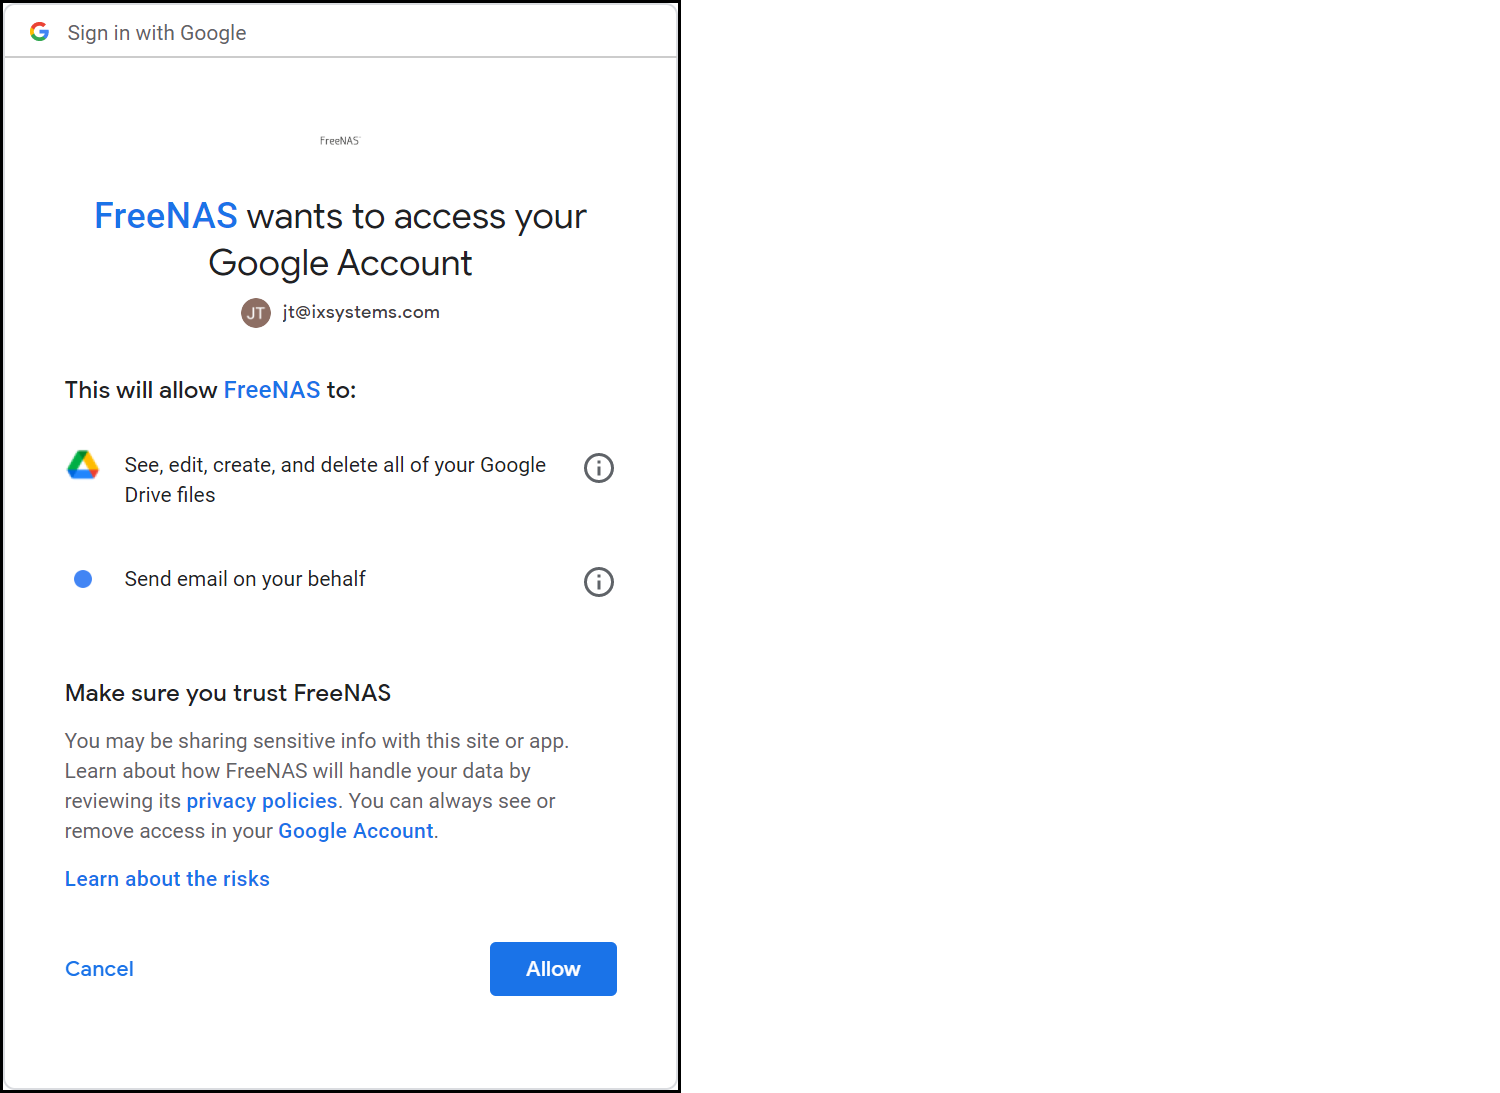 Sign in with Google
FreeNAS
FreeNAS wants to access your
Google Account
JT jt@ixsystems.com
This will allow FreeNAS to:
See, edit, create, and delete all of your Google
Drive files
Send email on your behalf
Make sure you trust FreeNAS
You may be sharing sensitive info with this site or app.
Learn about how FreeNAS will handle your data by
reviewing its privacy policies. You can always see or
remove access in your Google Account.
Learn about the risks
Cancel Allow